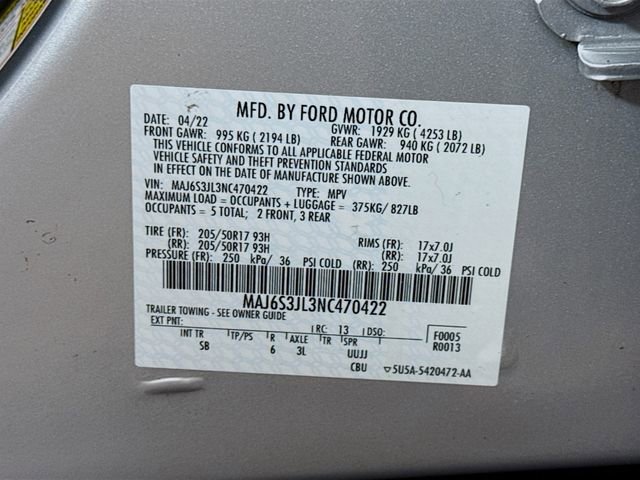 MFD. BY FORD MOTOR CO.
DATE: 04/22 GVWR: 1929 KG ( 4253 LB)
FRONT GAWR: 995 KG ( 2194 LB) REAR GAWR: 940 KG ( 2072 LB)
THIS VEHICLE CONFORMS TO ALL APPLICABLE FEDERAL MOTOR
VEHICLE SAFETY AND THEFT PREVENTION STANDARDS
IN EFFECT ON THE DATE OF MANUFACTURE SHOWN ABOVE.
VIN: MAJ6S3JL3NC470422 TYPE: MPV
MAXIMUM LOAD = OCCUPANTS + LUGGAGE = 375KG/ 827LB
OCCUPANTS = 5 TOTAL; 2 FRONT, 3 REAR
TIRE (FR): 205/50R17 93H RIMS (FR): 17x7.0J
(RR): 205/50R17 93H (RR): 17x7.0J
PRESSURE (FR): 250 kPa/ 36 PSI COLD (RR): 250 kPa/ 36 PSI COLD
MAJ6S3JL3NC470422
TRAILER TOWING - SEE OWNER GUIDE
EXT PNT: RC: 13 DSO: F0005
INT TR TP/PS R AXLE TR SPR R0013
SB 6 3L UUJJ
CBU ▽5U5A-5420472-AA